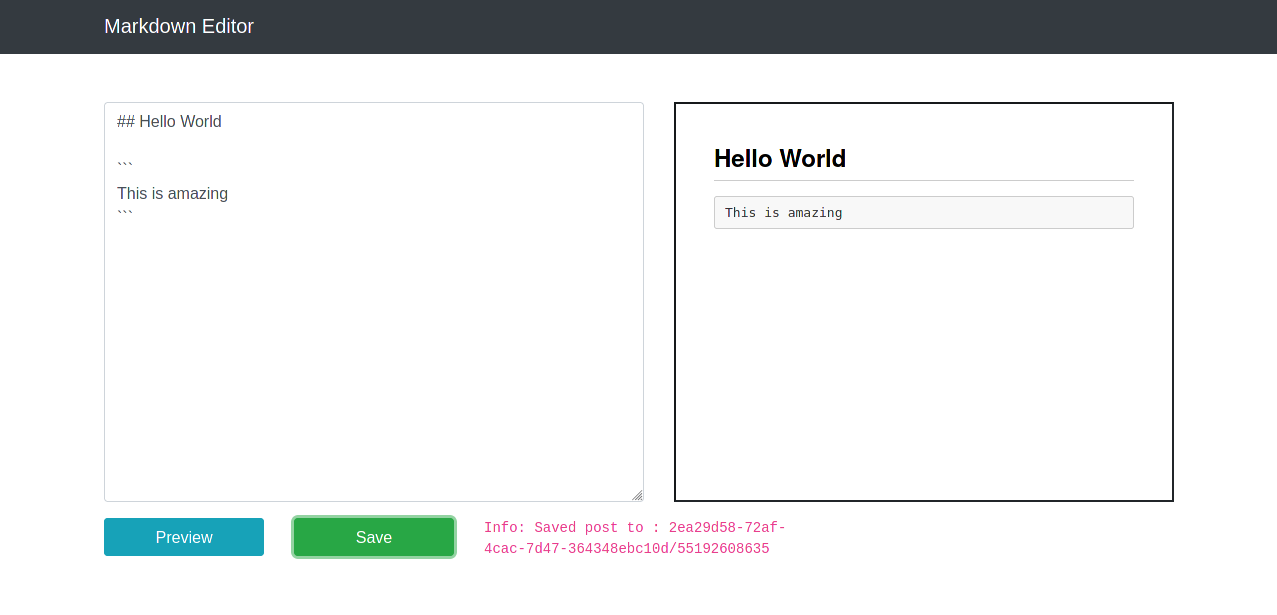 Markdown Editor
## Hello World
```
This is amazing
```
Hello World
This is amazing
Preview
Save
Info: Saved post to : 2ea29d58-72af-
4cac-7d47-364348ebc10d/55192608635